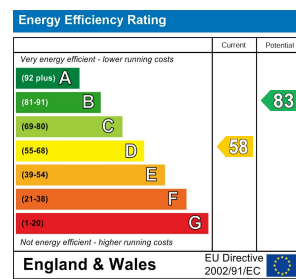 Energy Efficiency Rating
Current Potential
Very energy efficient - lower running costs
(92 plus) A
(81-91) B
83
(69-80) C
(55-68) D
58
(39-54) E
(21-38) F
(1-20) G
Not energy efficient - higher running costs
England & Wales
EU Directive
2002/91/EC